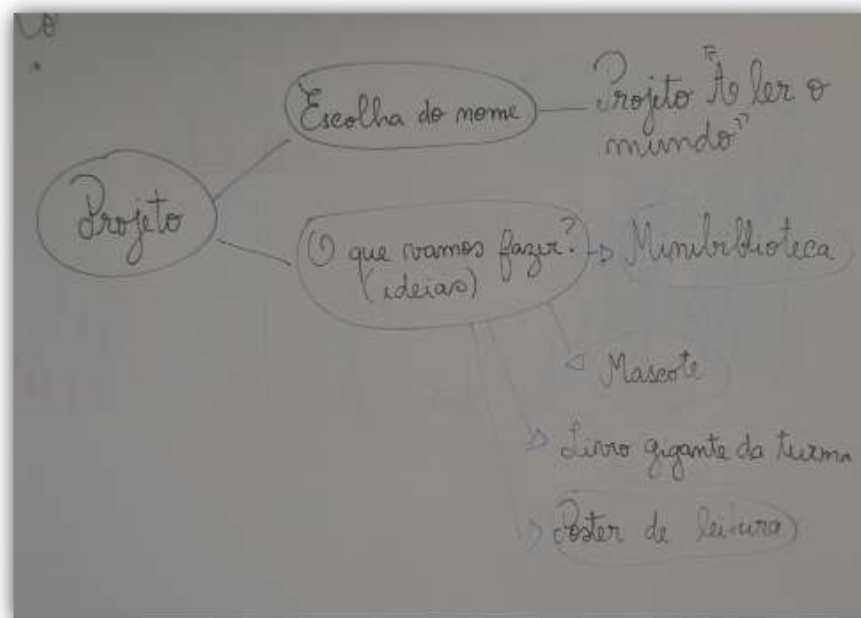 Projeto
Escolha do nome
Projeto "A ler o
mundo"
O que vamos fazer?
(ideias)
Minibiblioteca
Mascote
Livro gigante da turma
Poster de leitura